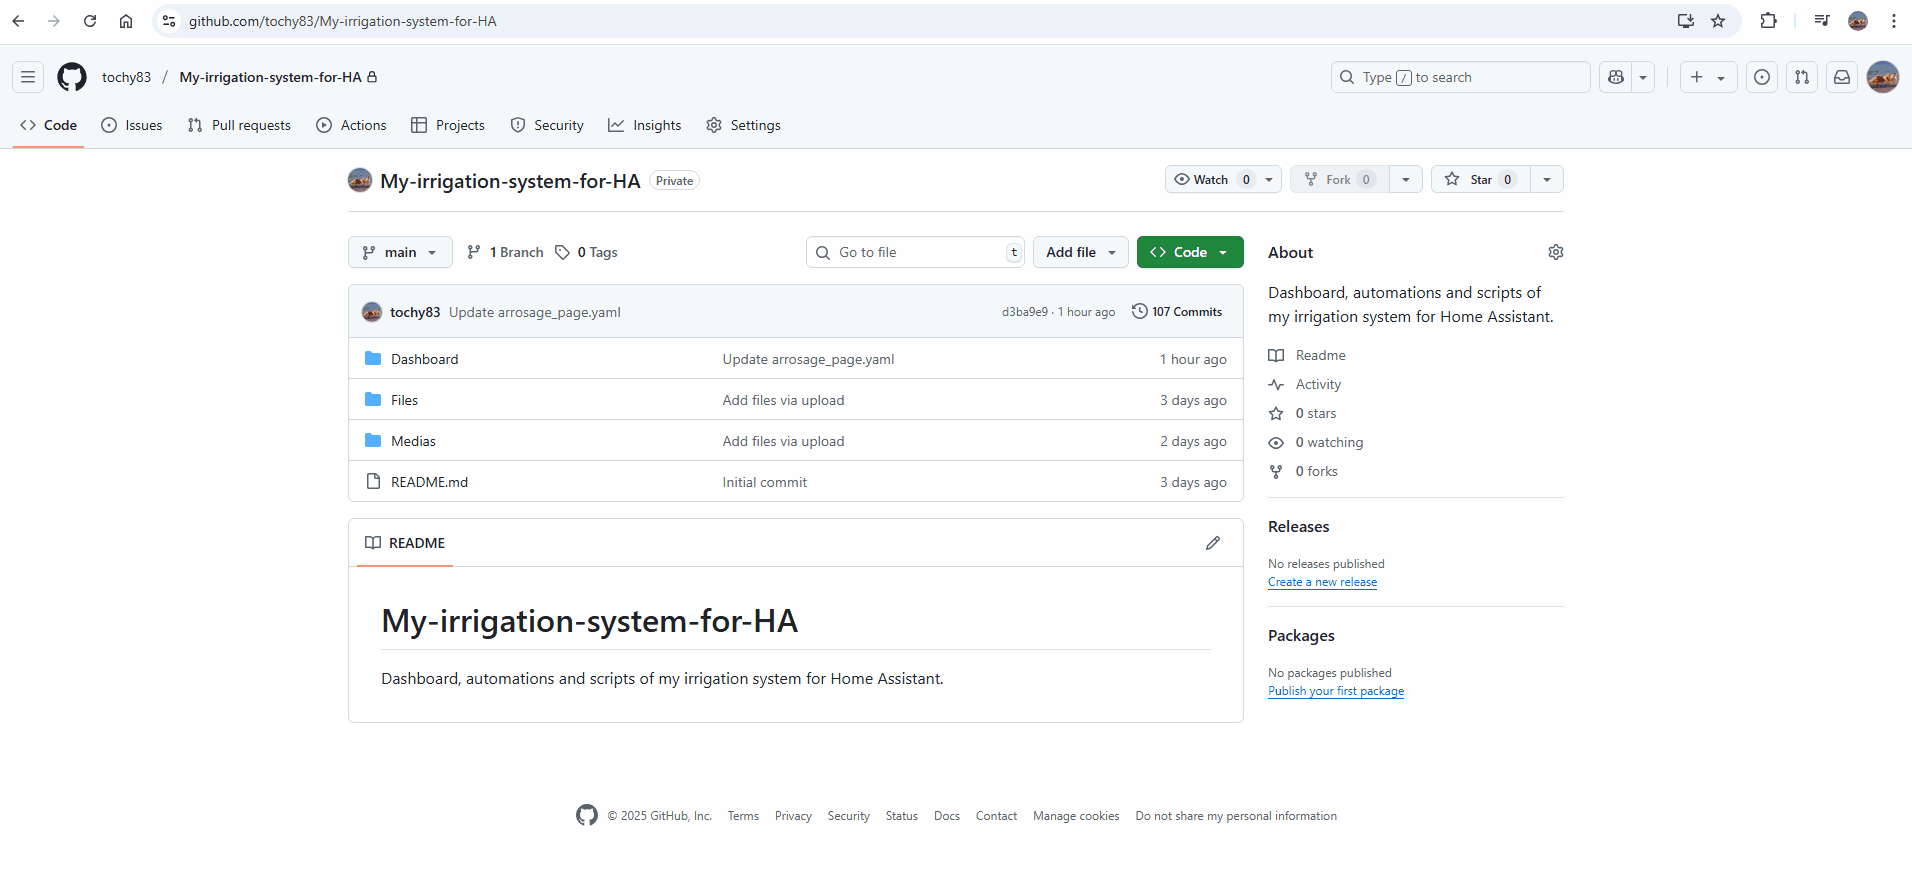 github.com/tochy83/My-irrigation-system-for-HA
tochy83 / My-irrigation-system-for-HA
Type / to search
Code Issues Pull requests Actions Projects Security Insights Settings
My-irrigation-system-for-HA Private
Watch 0 Fork 0 Star 0
main 1 Branch 0 Tags Go to file t Add file Code
tochy83 Update arrosage_page.yaml d3ba9e9 · 1 hour ago 107 Commits
Dashboard Update arrosage_page.yaml 1 hour ago
Files Add files via upload 3 days ago
Medias Add files via upload 2 days ago
README.md Initial commit 3 days ago
README
My-irrigation-system-for-HA
Dashboard, automations and scripts of my irrigation system for Home Assistant.
About
Dashboard, automations and scripts of
my irrigation system for Home Assistant.
Readme
Activity
0 stars
0 watching
0 forks
Releases
No releases published
Create a new release
Packages
No packages published
Publish your first package
© 2025 GitHub, Inc. Terms Privacy Security Status Docs Contact Manage cookies Do not share my personal information